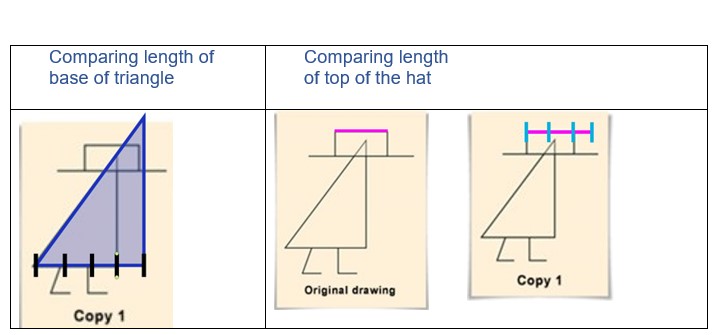 Comparing length of
base of triangle
Comparing length
of top of the hat
Copy 1
Original drawing
Copy 1